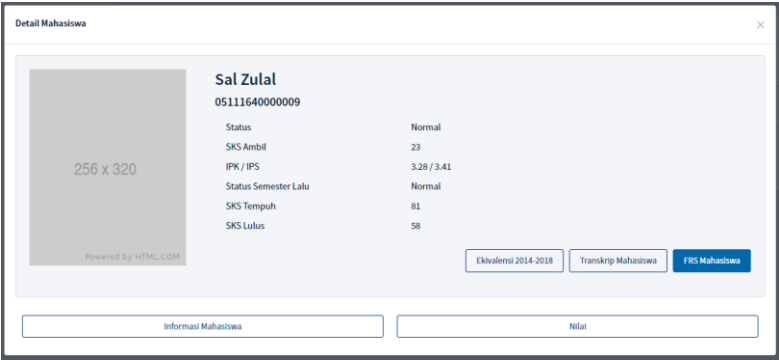 Detail Mahasiswa
×
256 x 320
Powered by HTML.COM
Sal Zulal
05111640000009
Status Normal
SKS Ambil 23
IPK / IPS 3.28 / 3.41
Status Semester Lalu Normal
SKS Tempuh 81
SKS Lulus 58
Ekivalensi 2014-2018 Transkrip Mahasiswa FRS Mahasiswa
Informasi Mahasiswa Nilai